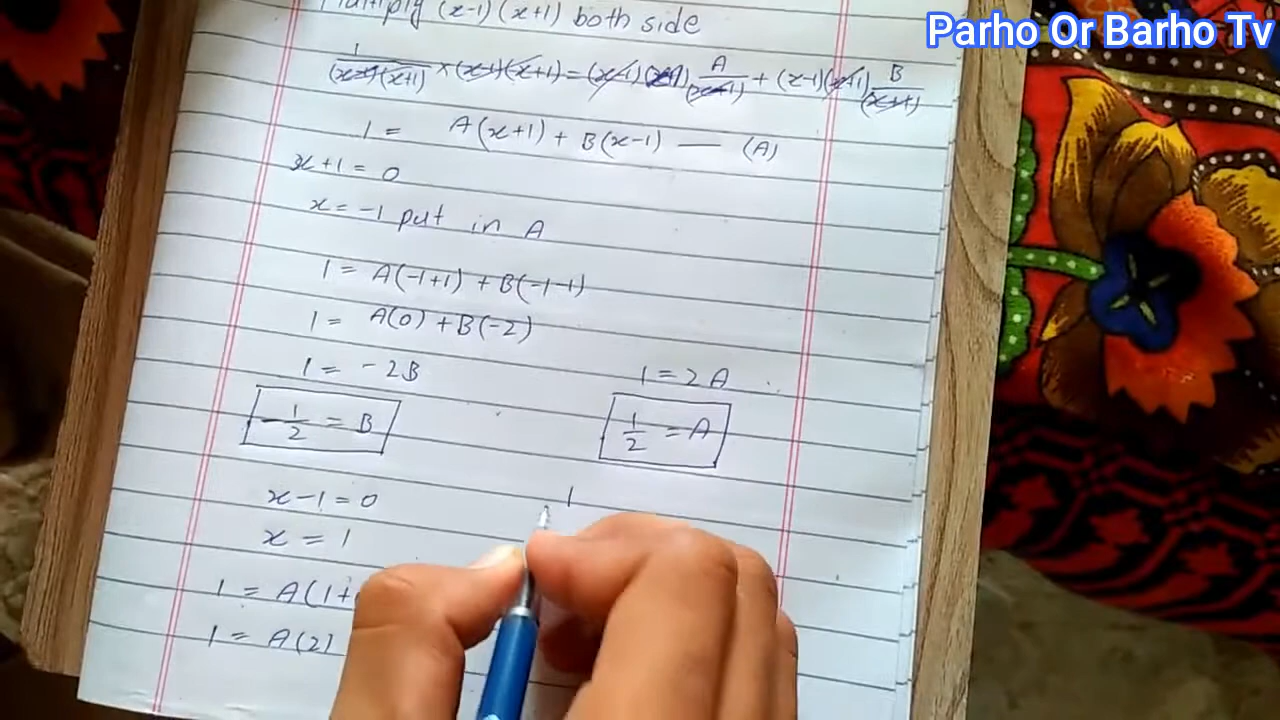 Parho Or Barho Tv
Multiply (x-1)(x+1) both side
1/((x-1)(x+1)) × (x-1)(x+1) = (x-1)(x+1) A/(x-1) + (x-1)(x+1) B/(x+1)
1 = A(x+1) + B(x-1) — (A)
x+1 = 0
x = -1 put in A
1 = A(-1+1) + B(-1-1)
1 = A(0) + B(-2)
1 = -2B
-1/2 = B
x-1 = 0
x = 1
1 = A(1+
1 = A(2)
1 = 2A
1/2 = A
1